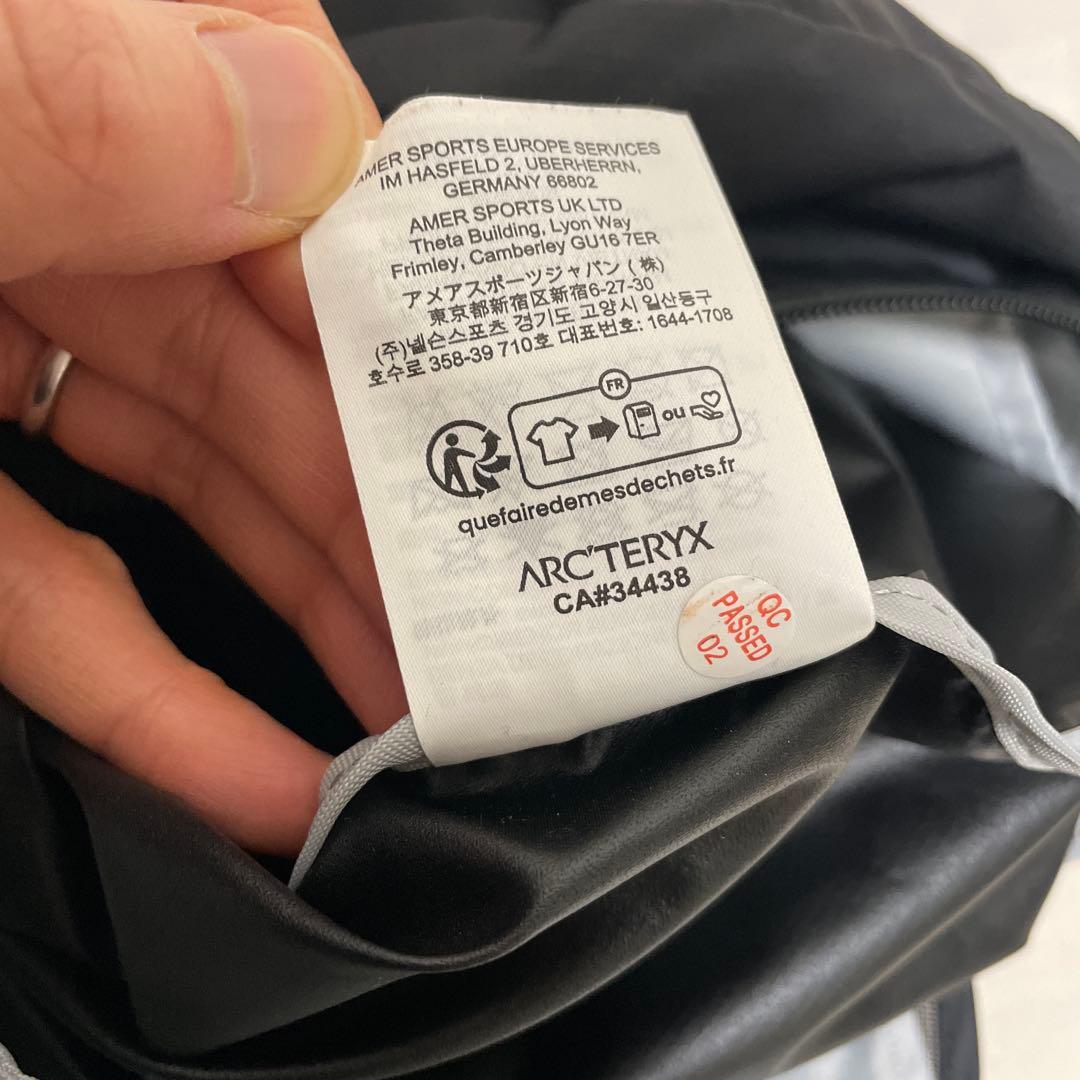 AMER SPORTS EUROPE SERVICES
IM HASFELD 2, UBERHERRN,
GERMANY 66802
AMER SPORTS UK LTD
Theta Building, Lyon Way
Frimley, Camberley GU16 7ER
アメアスポーツジャパン (株)
東京都新宿区新宿6-27-30
(주)넬슨스포츠 경기도 고양시 일산동구
호수로 358-39 710호 대표번호: 1644-1708
FR
ou
quefairedemesdechets.fr
ARC'TERYX
CA#34438
QC
PASSED
02